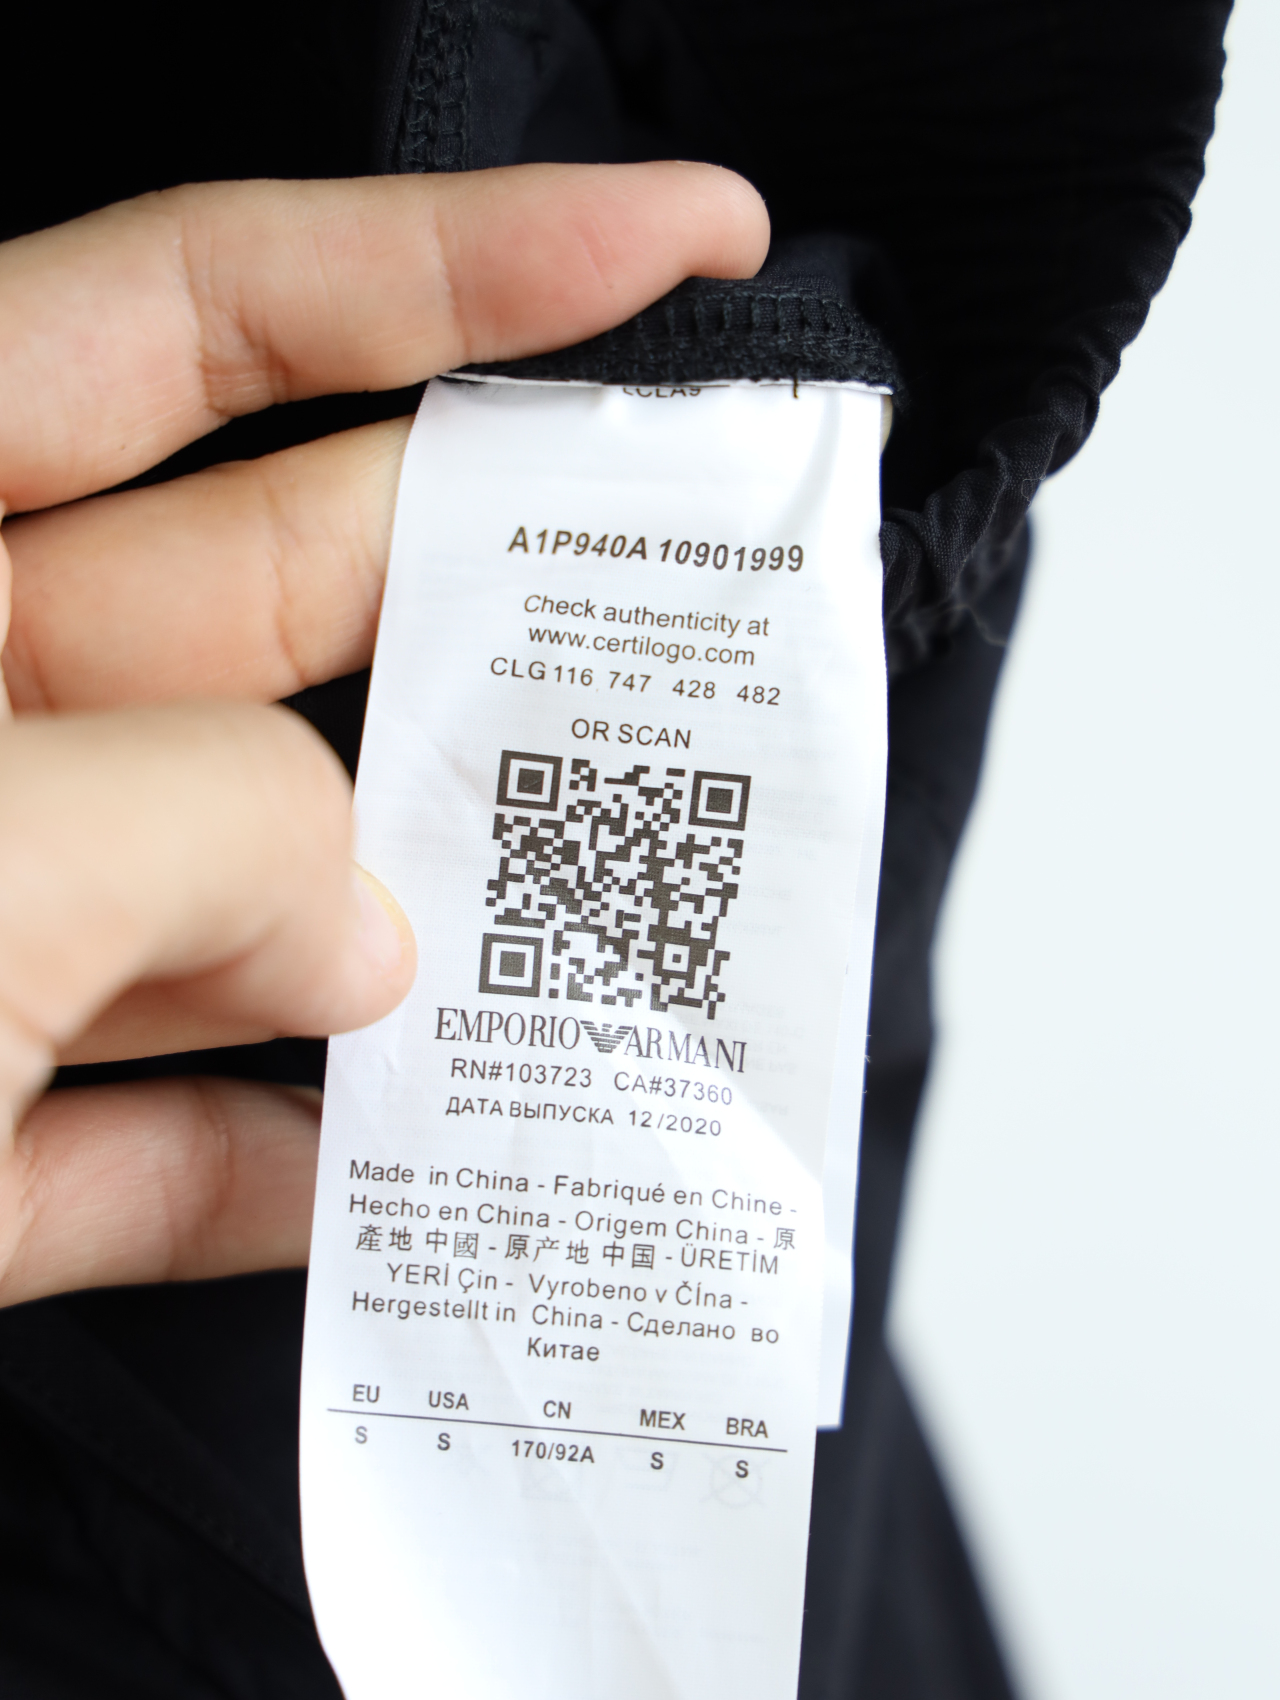 A1P940A 10901999
Check authenticity at
www.certilogo.com
CLG 116 747 428 482
OR SCAN
EMPORIO ARMANI
RN#103723 CA#37360
ДАТА ВЫПУСКА 12/2020
Made in China - Fabriqué en Chine -
Hecho en China - Origem China - 原
產地 中國 - 原产地 中国 - ÜRETİM
YERİ Çin - Vyrobeno v Čína -
Hergestellt in China - Сделано во
Китае
EU USA CN MEX BRA
S S 170/92A S S